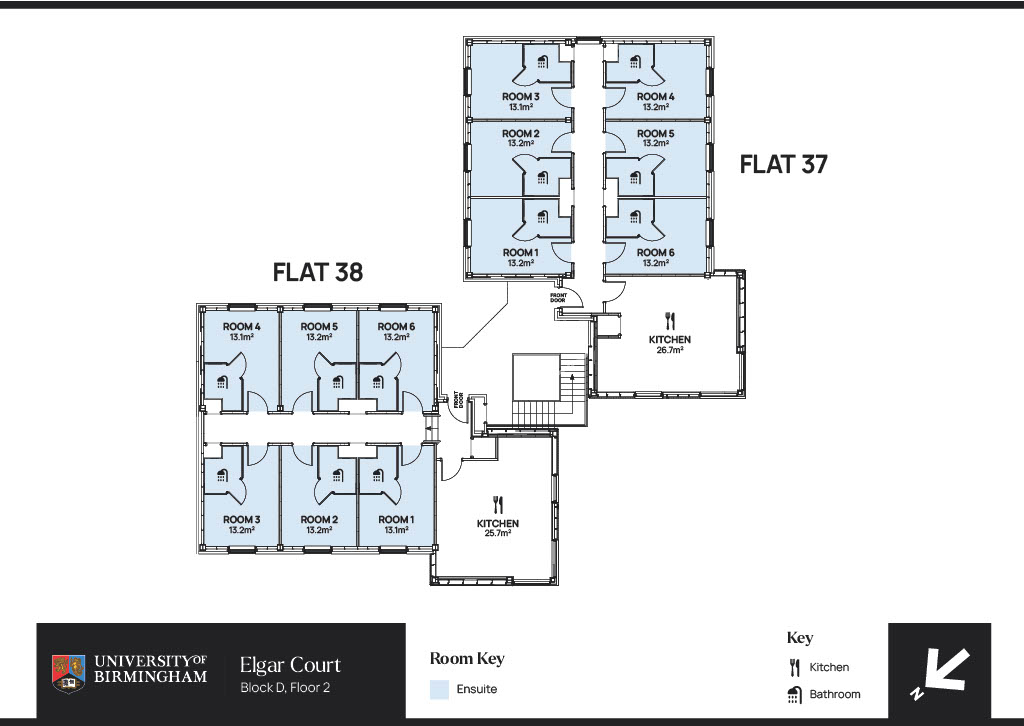 FLAT 37
ROOM 3
13.1m²
ROOM 4
13.2m²
ROOM 2
13.2m²
ROOM 5
13.2m²
ROOM 1
13.2m²
ROOM 6
13.2m²
FRONT
DOOR
KITCHEN
26.7m²
FLAT 38
ROOM 4
13.1m²
ROOM 5
13.2m²
ROOM 6
13.2m²
FRONT
DOOR
ROOM 3
13.2m²
ROOM 2
13.2m²
ROOM 1
13.1m²
KITCHEN
25.7m²
UNIVERSITY OF
BIRMINGHAM
Elgar Court
Block D, Floor 2
Room Key
Ensuite
Key
Kitchen
Bathroom
N